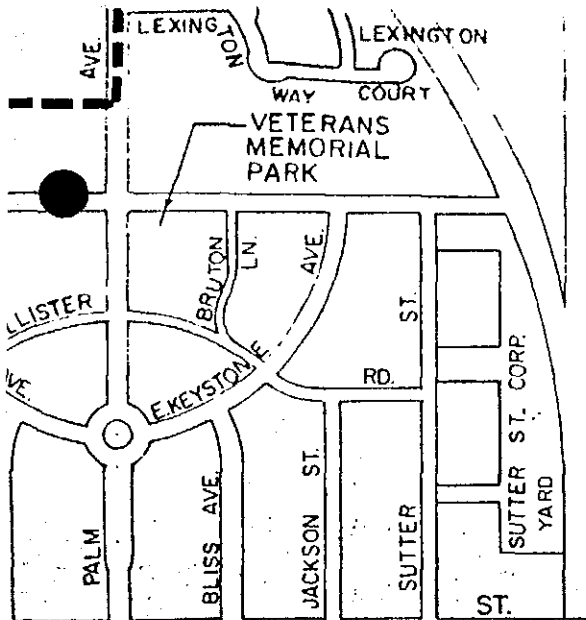 LEXINGTON
LEXINGTON
AVE.
WAY COURT
VETERANS
MEMORIAL
PARK
BRUTON
LN.
AVE.
ST.
LLISTER
AVE.
E. KEYSTONE
RD.
SUTTER ST. CORP.
YARD
PALM
BLISS AVE.
JACKSON ST.
SUTTER
ST.